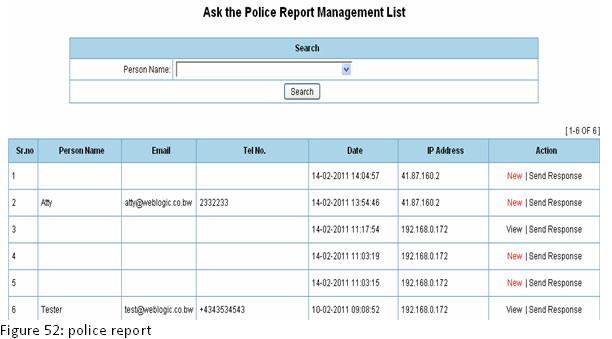 Ask the Police Report Management List
Search
Person Name:
Search
[1-6 OF 6]
Sr.no Person Name Email Tel No. Date IP Address Action
1 14-02-2011 14:04:57 41.87.160.2 New | Send Response
2 Atty atty@weblogic.co.bw 2332233 14-02-2011 13:54:46 41.87.160.2 New | Send Response
3 14-02-2011 11:17:54 192.168.0.172 View | Send Response
4 14-02-2011 11:03:19 192.168.0.172 New | Send Response
5 14-02-2011 11:03:15 192.168.0.172 New | Send Response
6 Tester test@weblogic.co.bw +4343534543 10-02-2011 09:08:52 192.168.0.172 View | Send Response
Figure 52: police report